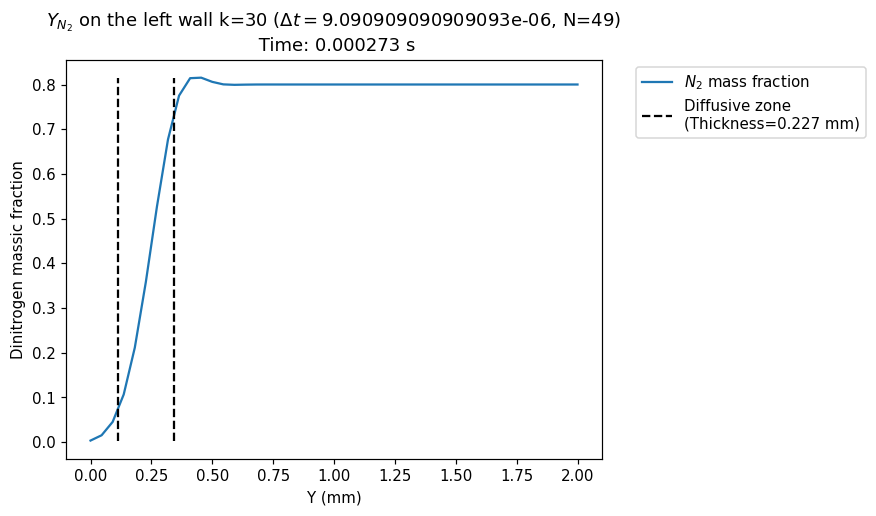 Y_{N_2} on the left wall k=30 (Δt = 9.090909090909093e-06, N=49)
Time: 0.000273 s
N_2 mass fraction
Diffusive zone
(Thickness=0.227 mm)
Dinitrogen massic fraction
0.8
0.7
0.6
0.5
0.4
0.3
0.2
0.1
0.0
0.00 0.25 0.50 0.75 1.00 1.25 1.50 1.75 2.00
Y (mm)